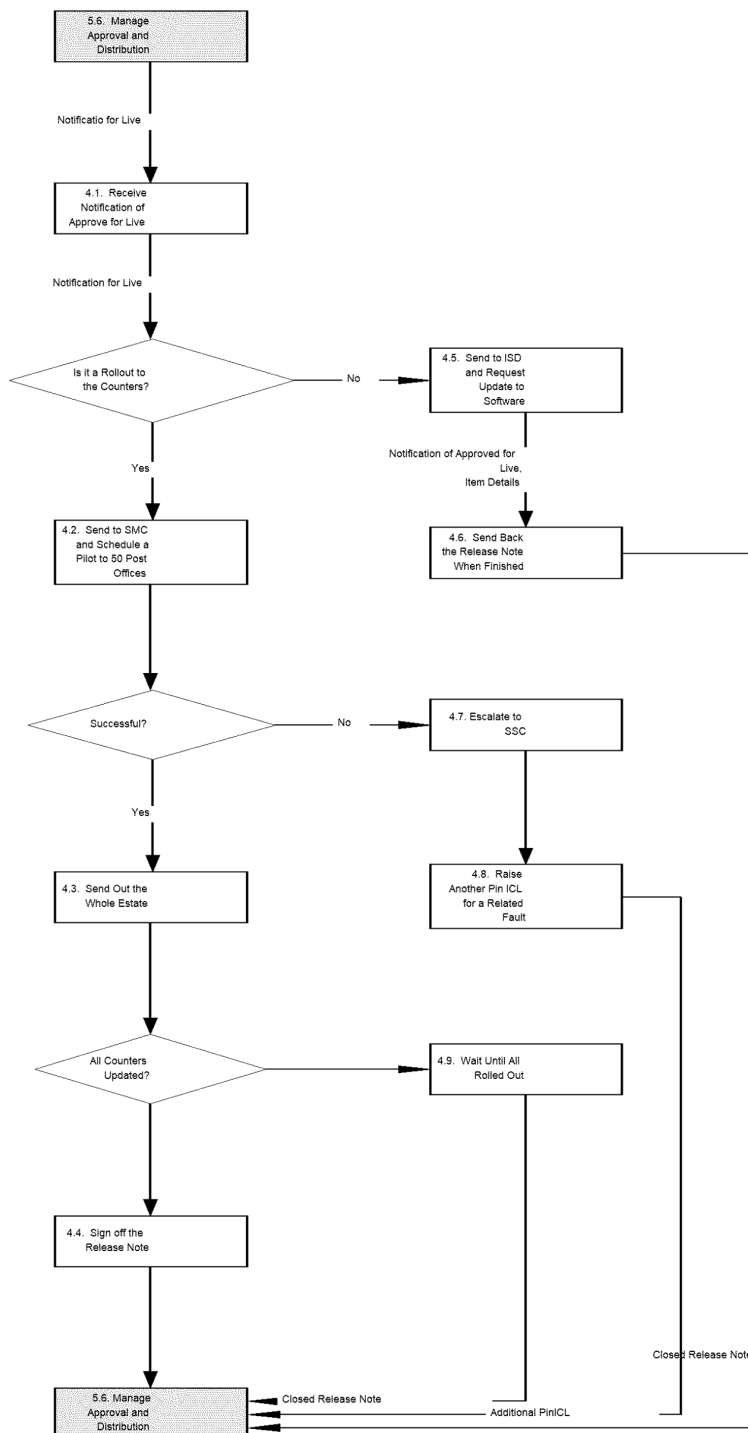 5.6. Manage
Approval and
Distribution
Notificatio for Live
4.1. Receive
Notification of
Approve for Live
Notification for Live
Is it a Rollout to
the Counters?
No
4.5. Send to ISD
and Request
Update to
Software
Yes
Notification of Approved for
Live,
Item Details
4.2. Send to SMC
and Schedule a
Pilot to 50 Post
Offices
4.6. Send Back
the Release Note
When Finished
Successful?
No
4.7. Escalate to
SSC
Yes
4.3. Send Out the
Whole Estate
4.8. Raise
Another Pin ICL
for a Related
Fault
All Counters
Updated?
4.9. Wait Until All
Rolled Out
4.4. Sign off the
Release Note
Closed Release Note
5.6. Manage
Approval and
Distribution
Closed Release Note
Additional PinICL